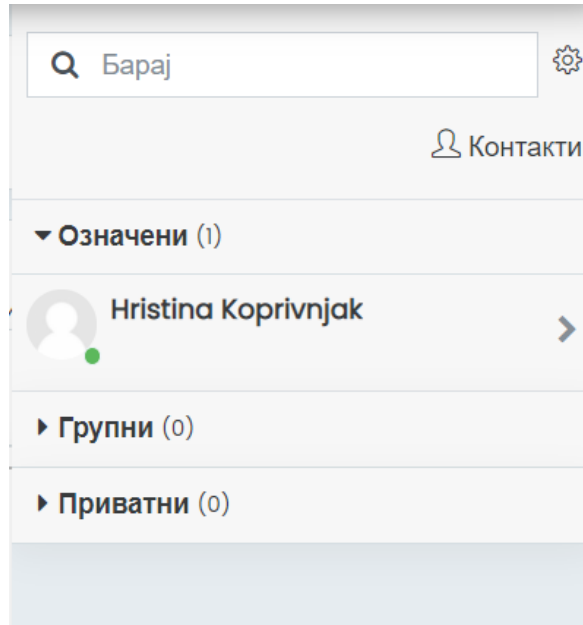 Барај
Контакти
Означени (1)
Hristina Koprivnjak
Групни (0)
Приватни (0)